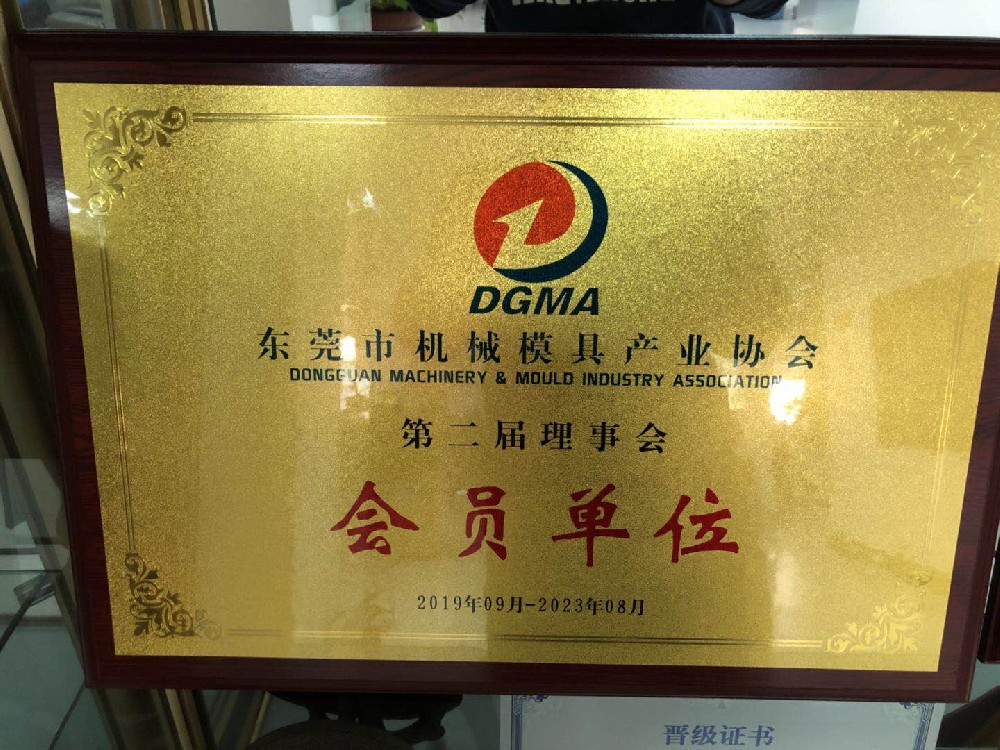 DGMA
东莞市机械模具产业协会
DONGGUAN MACHINERY & MOULD INDUSTRY ASSOCIATION
第二届理事会
会员单位
2019年09月-2023年08月
晋级证书